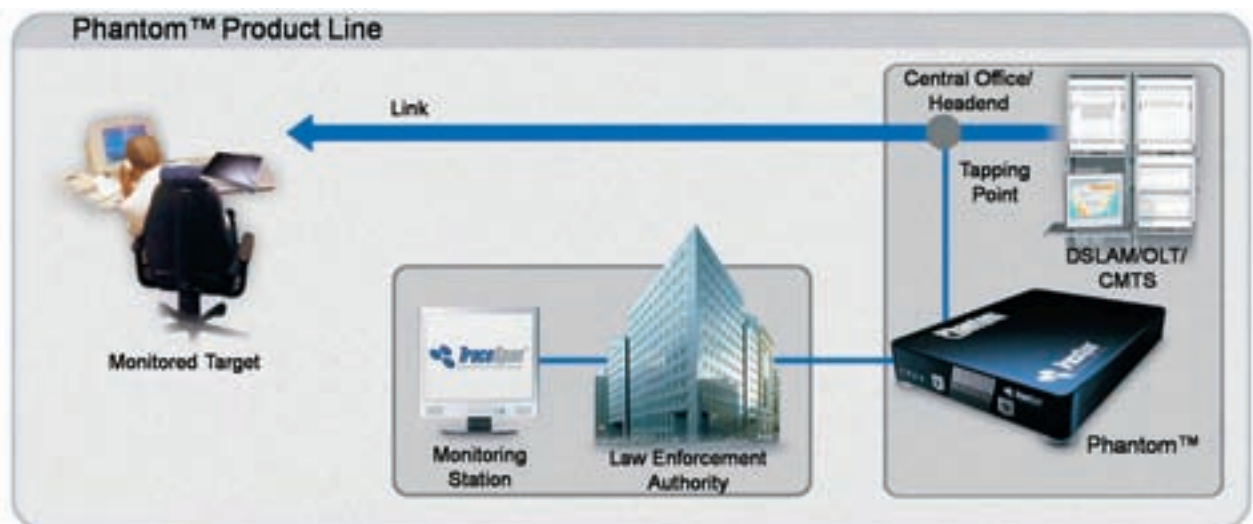 Phantom™ Product Line
Link
Central Office/
Headend
Tapping
Point
DSLAM/OLT/
CMTS
Monitored Target
TraceSpan
Monitoring
Station
Law Enforcement
Authority
Phantom™